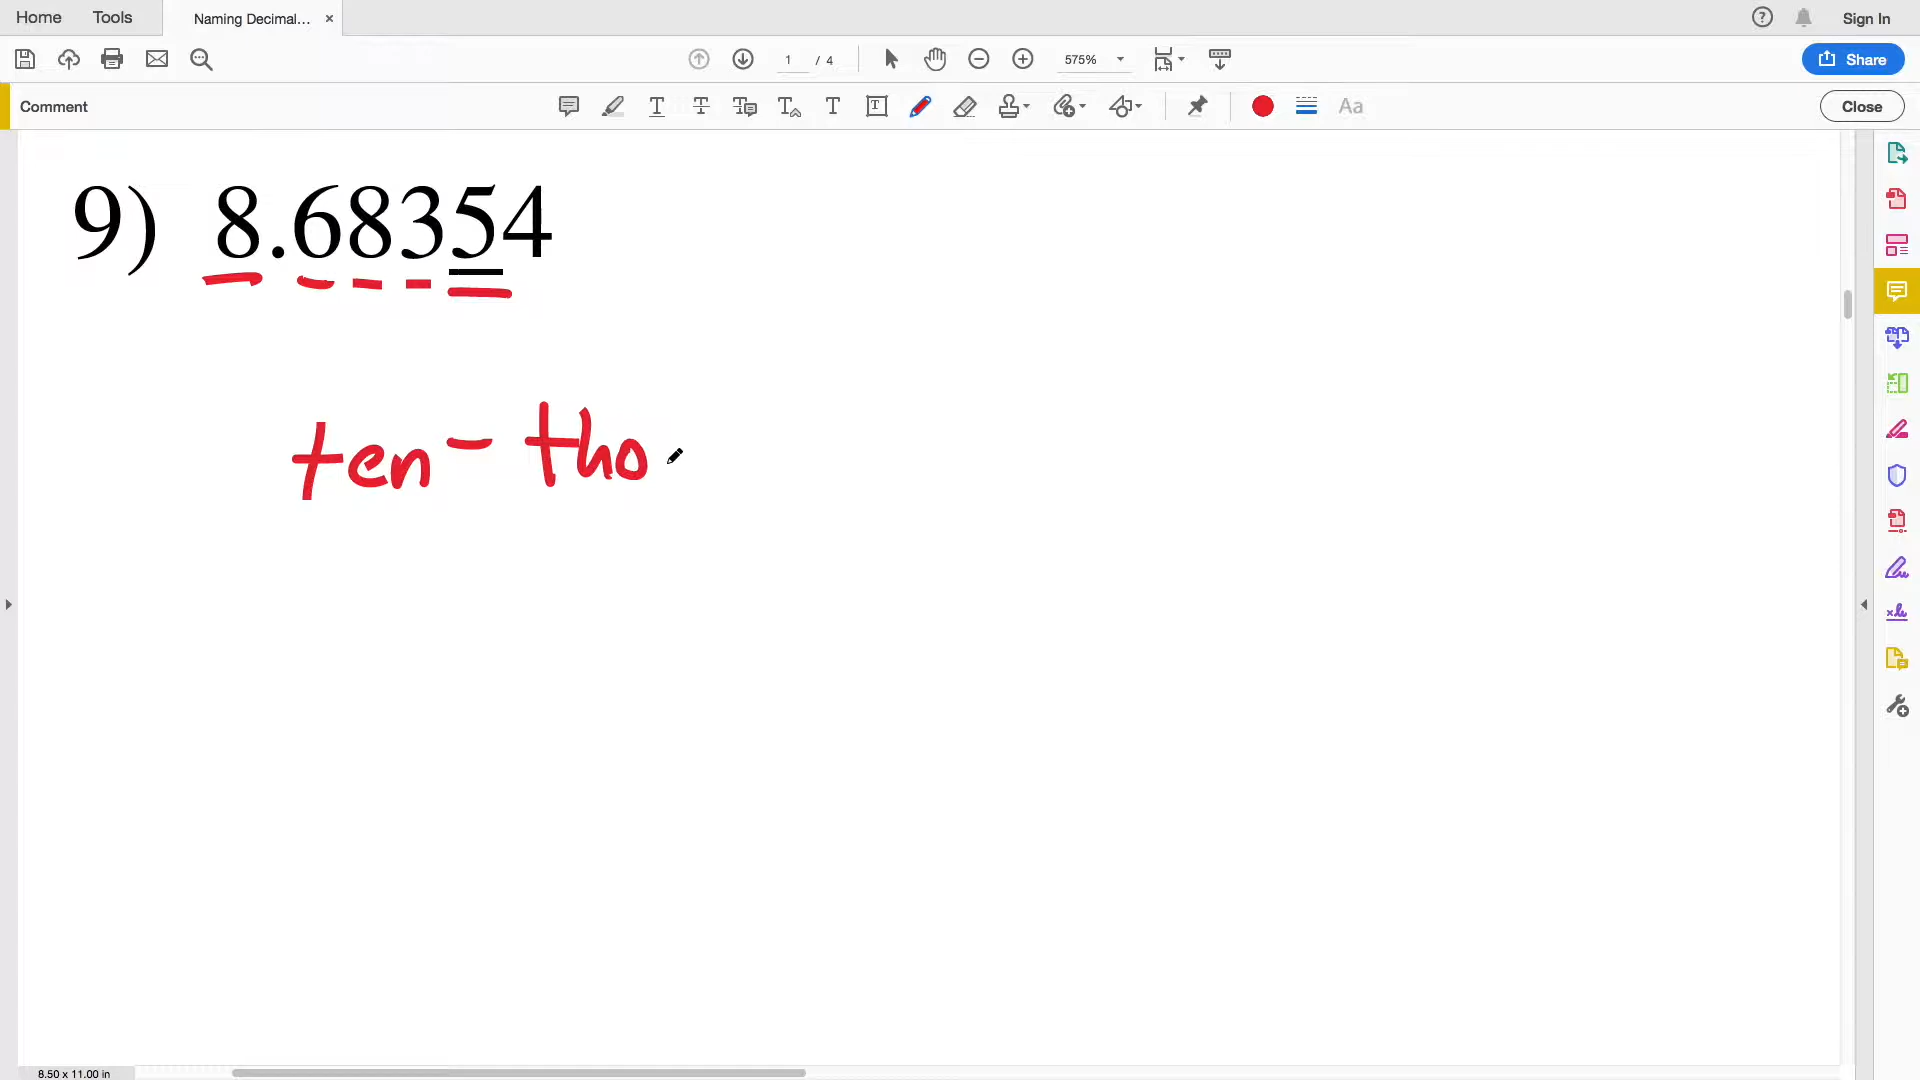 Home Tools Naming Decimal... × Sign In
1 / 4 575% Share
Comment Aa Close
9) 8.68354
ten - tho
8.50 x 11.00 in